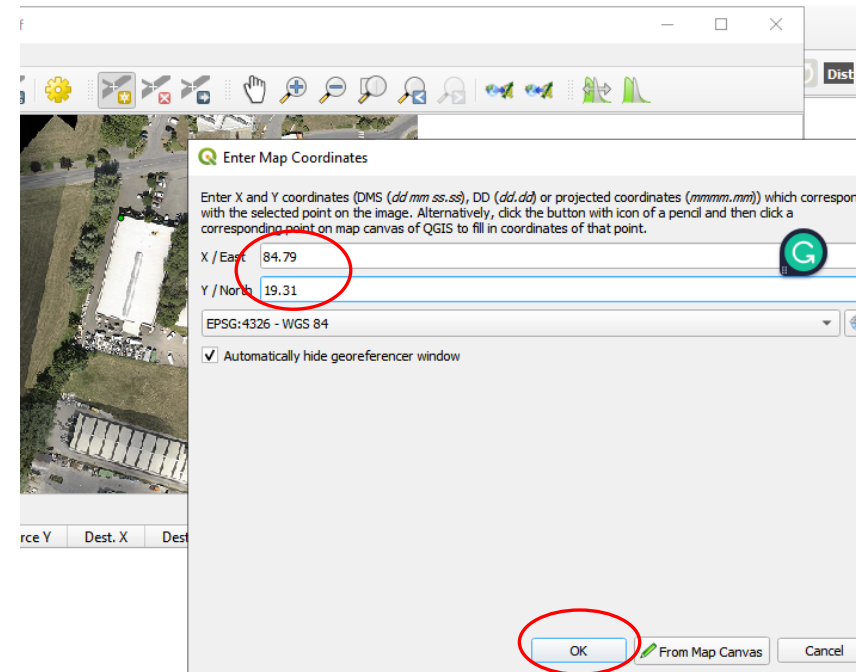 f
Dist
Enter Map Coordinates
Enter X and Y coordinates (DMS (dd mm ss.ss), DD (dd.dd) or projected coordinates (mmmm.mm)) which correspon
with the selected point on the image. Alternatively, click the button with icon of a pencil and then click a
corresponding point on map canvas of QGIS to fill in coordinates of that point.
X / East 84.79
Y / North 19.31
EPSG:4326 - WGS 84
Automatically hide georeferencer window
rce Y Dest. X Dest
OK From Map Canvas Cancel